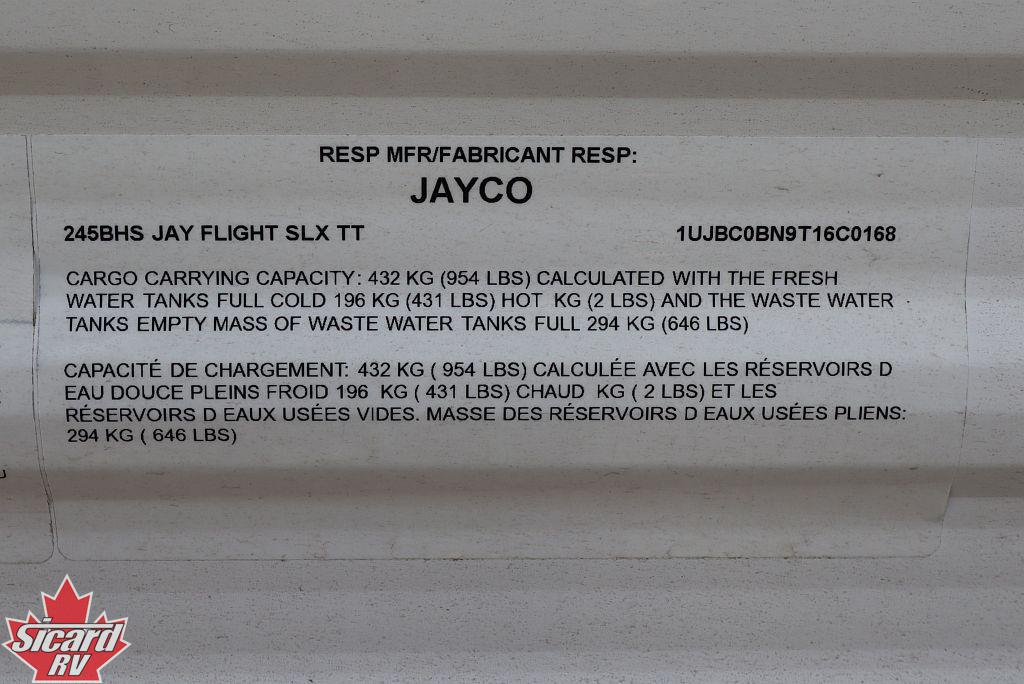 RESP MFR/FABRICANT RESP:
JAYCO
245BHS JAY FLIGHT SLX TT 1UJBC0BN9T16C0168
CARGO CARRYING CAPACITY: 432 KG (954 LBS) CALCULATED WITH THE FRESH
WATER TANKS FULL COLD 196 KG (431 LBS) HOT KG (2 LBS) AND THE WASTE WATER
TANKS EMPTY MASS OF WASTE WATER TANKS FULL 294 KG (646 LBS)
CAPACITÉ DE CHARGEMENT: 432 KG ( 954 LBS) CALCULÉE AVEC LES RÉSERVOIRS D
EAU DOUCE PLEINS FROID 196 KG ( 431 LBS) CHAUD KG ( 2 LBS) ET LES
RÉSERVOIRS D EAUX USÉES VIDES. MASSE DES RÉSERVOIRS D EAUX USÉES PLIENS:
294 KG ( 646 LBS)
Sicard
RV